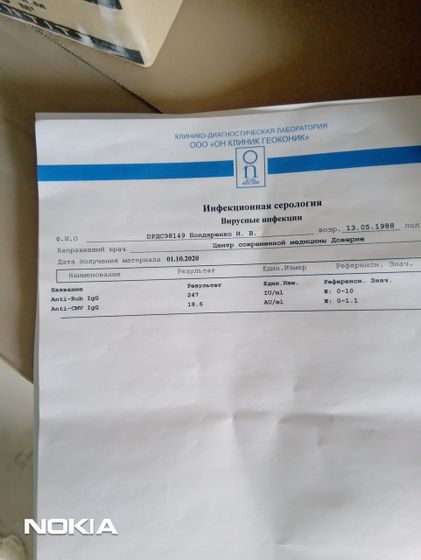 КЛИНИКО-ДИАГНОСТИЧЕСКАЯ ЛАБОРАТОРИЯ
ООО «ОН КЛИНИК ГЕОКОНИК»
Инфекционная серология
Вирусные инфекции
Ф.И.О DPДС98149 Бондаренко И. В. возр. 13.05.1988 пол
Направивший врач Центр современной медицины Доверие
Дата получения материала 01.10.2020
Наименование Результат Един.Измер Референсн. Знач.
Название Результат Един.Изм. Референсн. Знач.
Anti-Rub IgG 247 IU/ml Ж: 0-10
Anti-CMV IgG 18.6 AU/ml Ж: 0-1.1
NOKIA